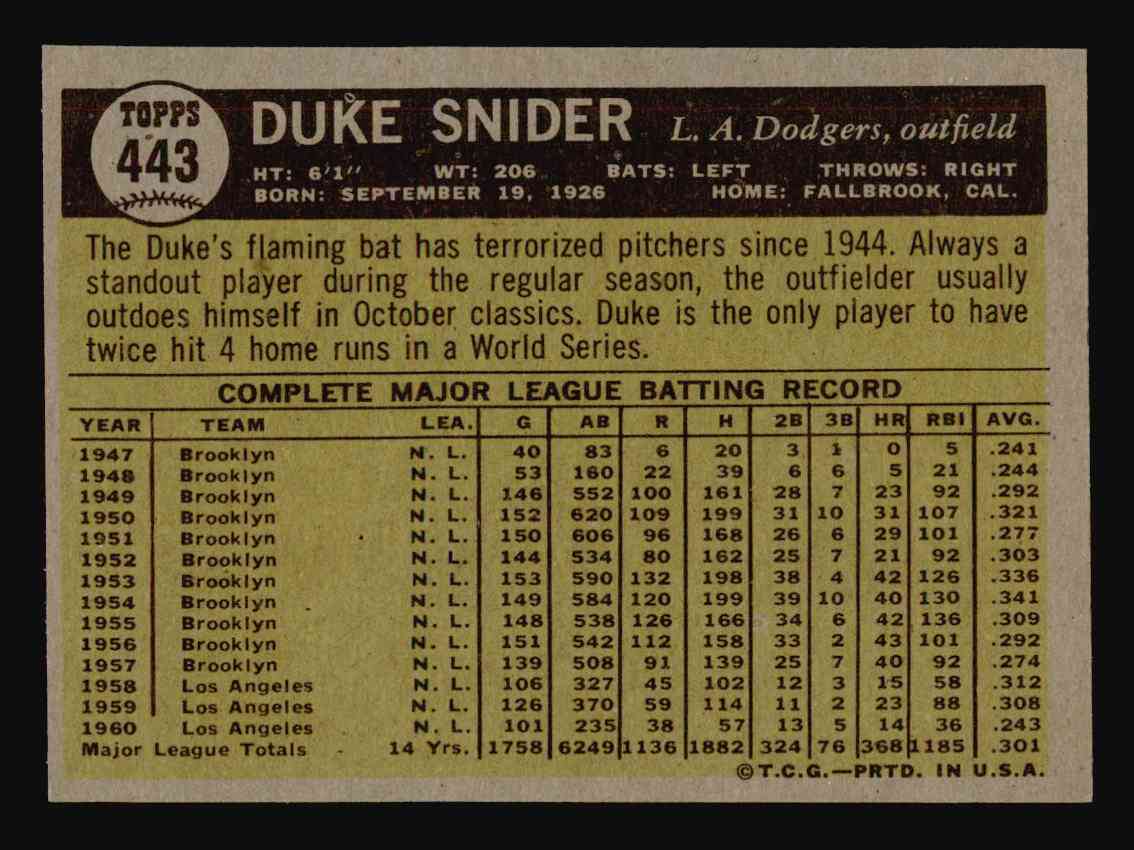 TOPPS
443
DUKE SNIDER L. A. Dodgers, outfield
HT: 6'1" WT: 206 BATS: LEFT THROWS: RIGHT
BORN: SEPTEMBER 19, 1926 HOME: FALLBROOK, CAL.
The Duke's flaming bat has terrorized pitchers since 1944. Always a
standout player during the regular season, the outfielder usually
outdoes himself in October classics. Duke is the only player to have
twice hit 4 home runs in a World Series.
COMPLETE MAJOR LEAGUE BATTING RECORD
YEAR TEAM LEA. G AB R H 2B 3B HR RBI AVG.
1947 Brooklyn N. L. 40 83 6 20 3 1 0 5 .241
1948 Brooklyn N. L. 53 160 22 39 6 6 5 21 .244
1949 Brooklyn N. L. 146 552 100 161 28 7 23 92 .292
1950 Brooklyn N. L. 152 620 109 199 31 10 31 107 .321
1951 Brooklyn N. L. 150 606 96 168 26 6 29 101 .277
1952 Brooklyn N. L. 144 534 80 162 25 7 21 92 .303
1953 Brooklyn N. L. 153 590 132 198 38 4 42 126 .336
1954 Brooklyn N. L. 149 584 120 199 39 10 40 130 .341
1955 Brooklyn N. L. 148 538 126 166 34 6 42 136 .309
1956 Brooklyn N. L. 151 542 112 158 33 2 43 101 .292
1957 Brooklyn N. L. 139 508 91 139 25 7 40 92 .274
1958 Los Angeles N. L. 106 327 45 102 12 3 15 58 .312
1959 Los Angeles N. L. 126 370 59 114 11 2 23 88 .308
1960 Los Angeles N. L. 101 235 38 57 13 5 14 36 .243
Major League Totals 14 Yrs. 1758 6249 1136 1882 324 76 368 1185 .301
©T.C.G.—PRTD. IN U.S.A.